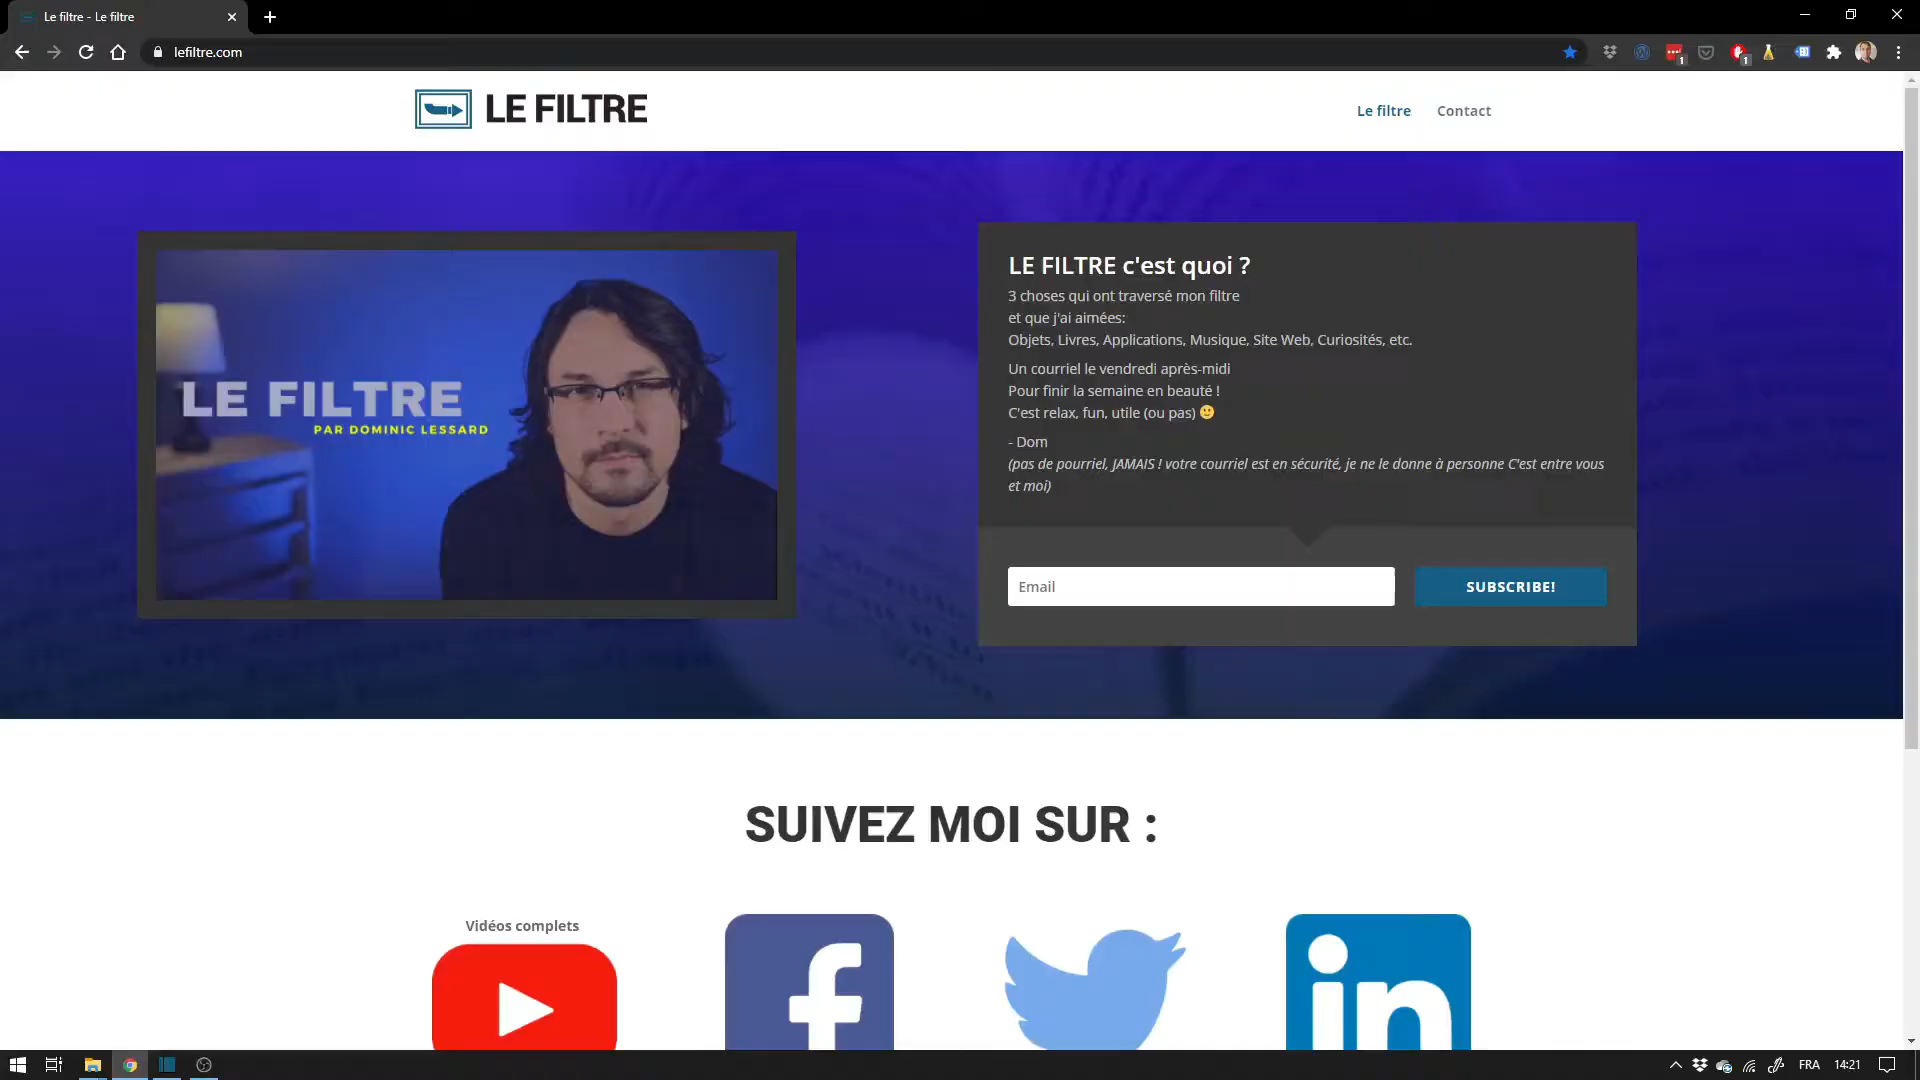 Le filtre - Le filtre
lefiltre.com
1
1
LE FILTRE
Le filtre
Contact
LE FILTRE
PAR DOMINIC LESSARD
LE FILTRE c'est quoi ?
3 choses qui ont traversé mon filtre
et que j'ai aimées:
Objets, Livres, Applications, Musique, Site Web, Curiosités, etc.
Un courriel le vendredi après-midi
Pour finir la semaine en beauté !
C'est relax, fun, utile (ou pas) 🙂
- Dom
(pas de pourriel, JAMAIS ! votre courriel est en sécurité, je ne le donne à personne C'est entre vous
et moi)
Email
SUBSCRIBE!
SUIVEZ MOI SUR :
Vidéos complets
f
in
FRA
14:21